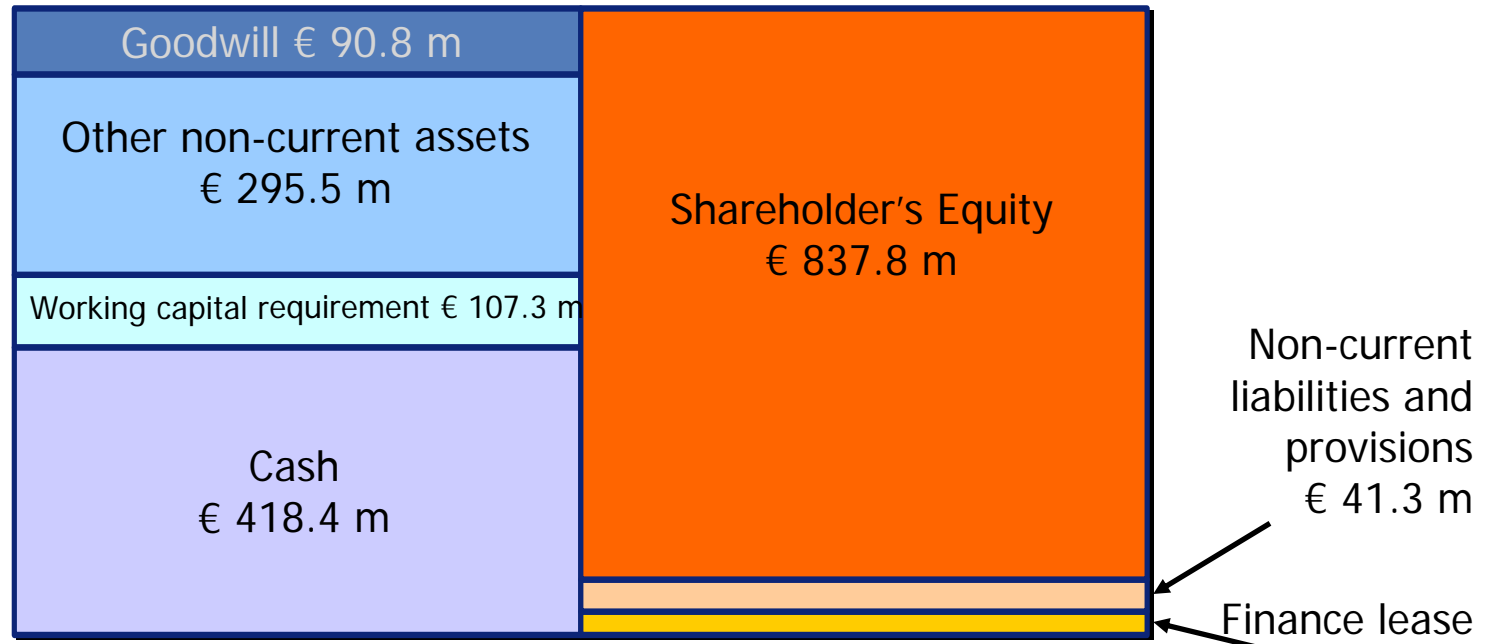 Goodwill € 90.8 m
Other non-current assets
€ 295.5 m
Working capital requirement € 107.3 m
Cash
€ 418.4 m
Shareholder's Equity
€ 837.8 m
Non-current
liabilities and
provisions
€ 41.3 m
Finance lease